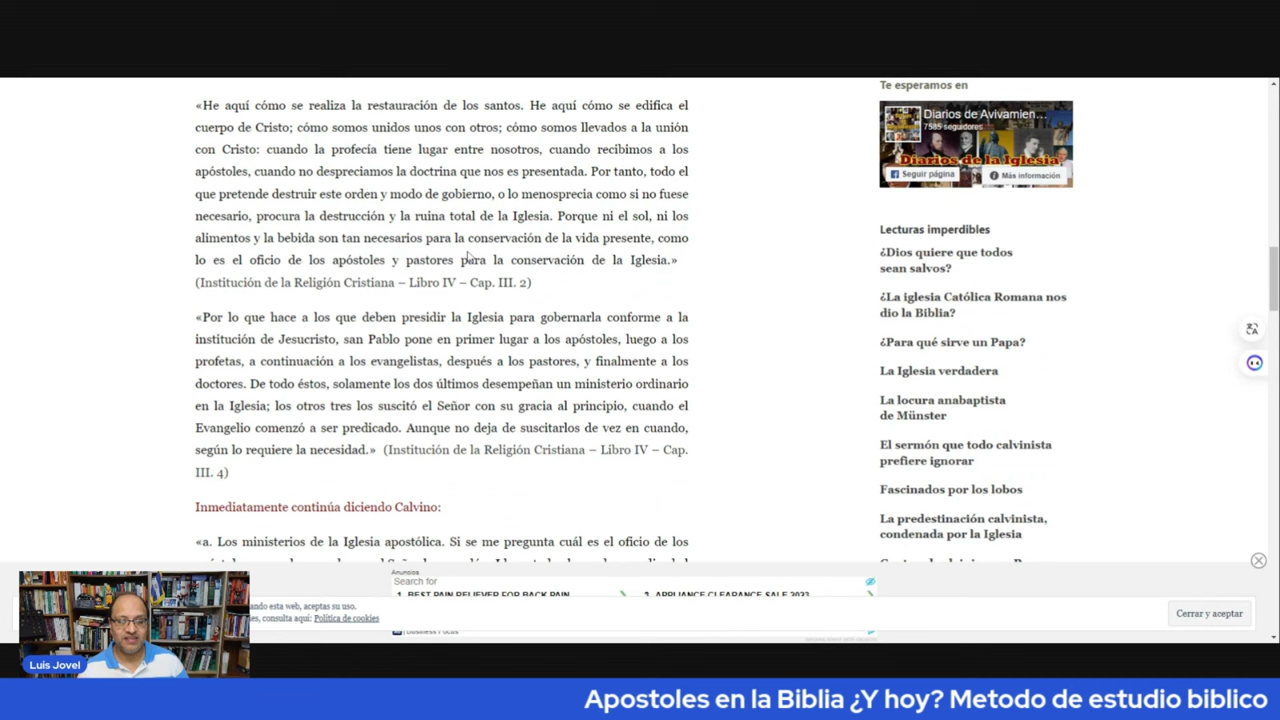 «He aquí cómo se realiza la restauración de los santos. He aquí cómo se edifica el
cuerpo de Cristo; cómo somos unidos unos con otros; cómo somos llevados a la unión
con Cristo: cuando la profecía tiene lugar entre nosotros, cuando recibimos a los
apóstoles, cuando no despreciamos la doctrina que nos es presentada. Por tanto, todo el
que pretende destruir este orden y modo de gobierno, o lo menosprecia como si no fuese
necesario, procura la destrucción y la ruina total de la Iglesia. Porque ni el sol, ni los
alimentos y la bebida son tan necesarios para la conservación de la vida presente, como
lo es el oficio de los apóstoles y pastores para la conservación de la Iglesia.»
(Institución de la Religión Cristiana – Libro IV – Cap. III. 2)
«Por lo que hace a los que deben presidir la Iglesia para gobernarla conforme a la
institución de Jesucristo, san Pablo pone en primer lugar a los apóstoles, luego a los
profetas, a continuación a los evangelistas, después a los pastores, y finalmente a los
doctores. De todo éstos, solamente los dos últimos desempeñan un ministerio ordinario
en la Iglesia; los otros tres los suscitó el Señor con su gracia al principio, cuando el
Evangelio comenzó a ser predicado. Aunque no deja de suscitarlos de vez en cuando,
según lo requiere la necesidad.» (Institución de la Religión Cristiana – Libro IV – Cap.
III. 4)
Inmediatamente continúa diciendo Calvino:
«a. Los ministerios de la Iglesia apostólica. Si se me pregunta cuál es el oficio de los
Te esperamos en
Diarios de Avivamien...
7585 seguidores
Diarios de la Iglesia
Seguir página
Más información
Lecturas imperdibles
¿Dios quiere que todos
sean salvos?
¿La iglesia Católica Romana nos
dio la Biblia?
¿Para qué sirve un Papa?
La Iglesia verdadera
La locura anabaptista
de Münster
El sermón que todo calvinista
prefiere ignorar
Fascinados por los lobos
La predestinación calvinista,
condenada por la Iglesia
Anuncios
Search for
1. BEST PAIN RELIEVER FOR BACK PAIN
3. APPLIANCE CLEARANCE SALE 2023
Business Focus
ando esta web, aceptas su uso.
es, consulta aquí: Política de cookies
Cerrar y aceptar
Luis Jovel
Apostoles en la Biblia ¿Y hoy? Metodo de estudio biblico